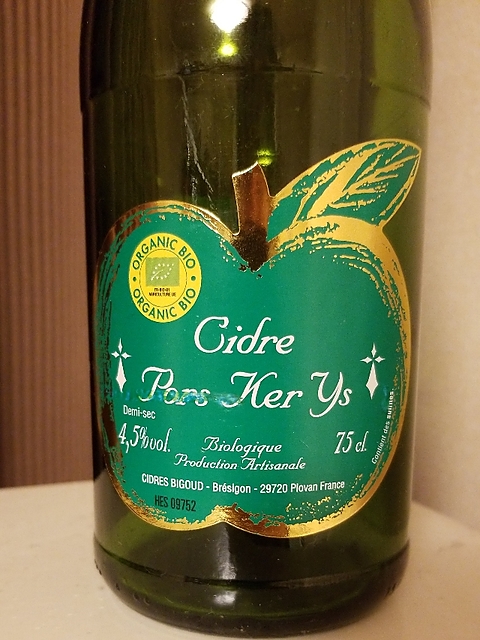 ORGANIC BIO
ORGANIC BIO
Cidre
Pors Ker Ys
Demi-sec
4,5%vol.
Biologique
75 cl
Production Artisanale
Contient des sulfites
CIDRES BIGOUD - Brésigon - 29720 Plovan France
HES 09752